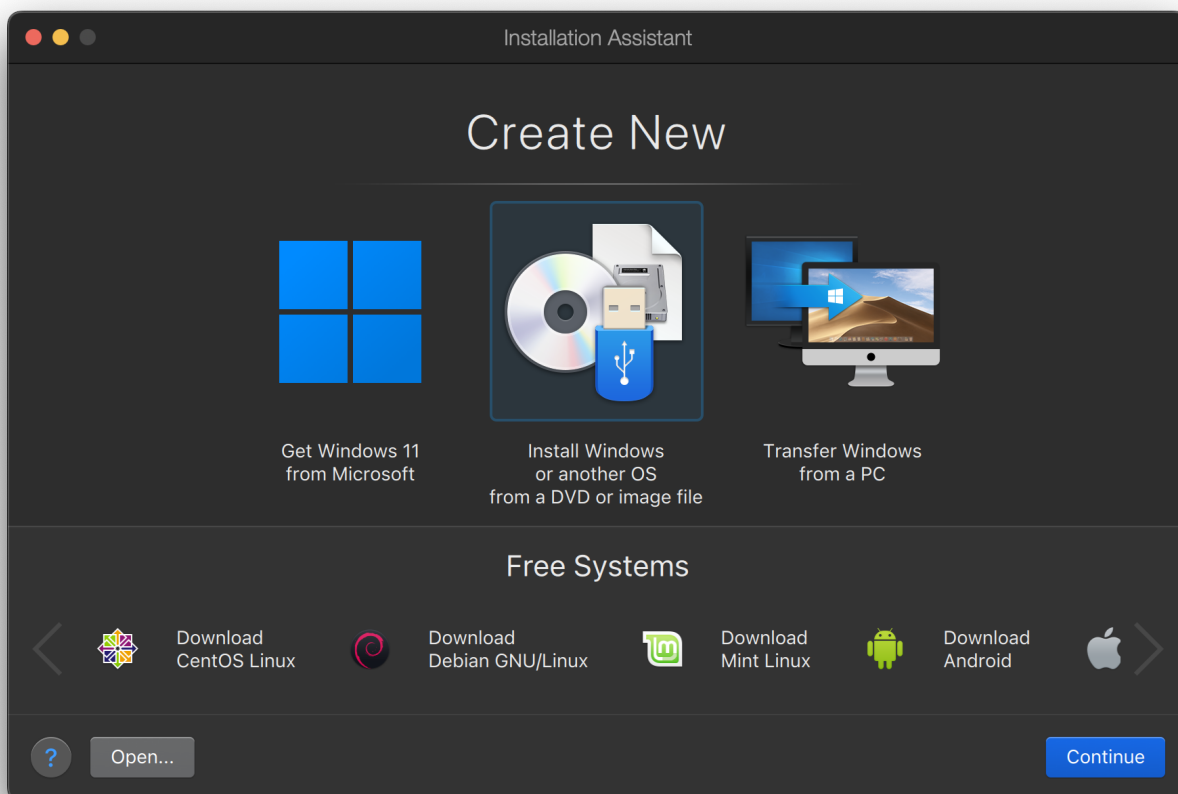 Installation Assistant
Create New
Get Windows 11
from Microsoft
Install Windows
or another OS
from a DVD or image file
Transfer Windows
from a PC
Free Systems
Download
CentOS Linux
Download
Debian GNU/Linux
Download
Mint Linux
Download
Android
?
Open...
Continue